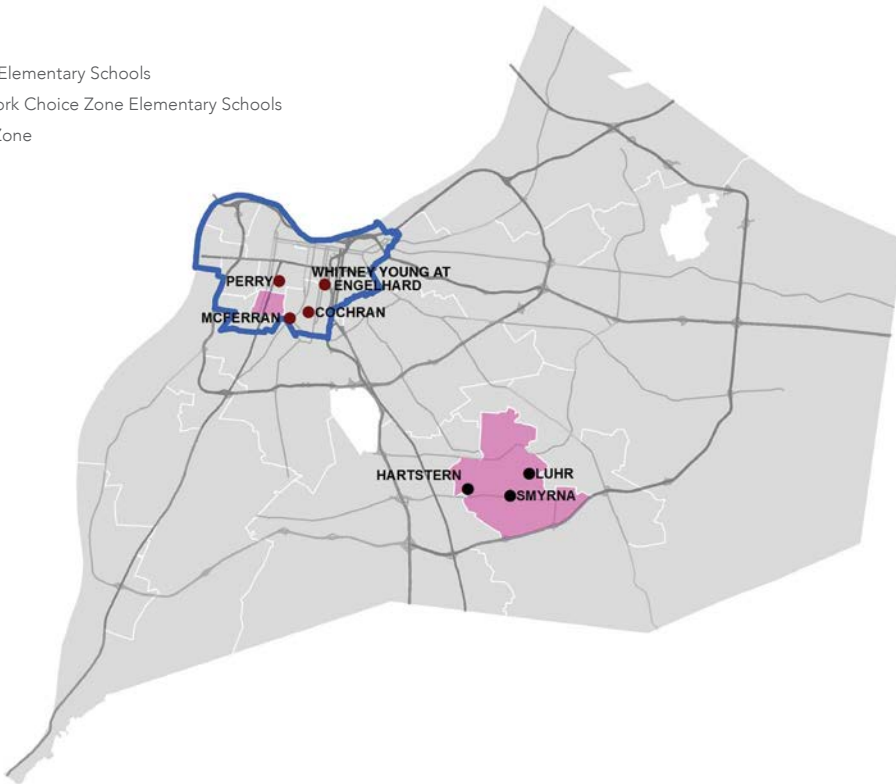 Elementary Schools
ork Choice Zone Elementary Schools
Zone
WHITNEY YOUNG AT
PERRY
ENGELHARD
MCFERRAN
COCHRAN
HARTSTERN
LUHR
SMYRNA